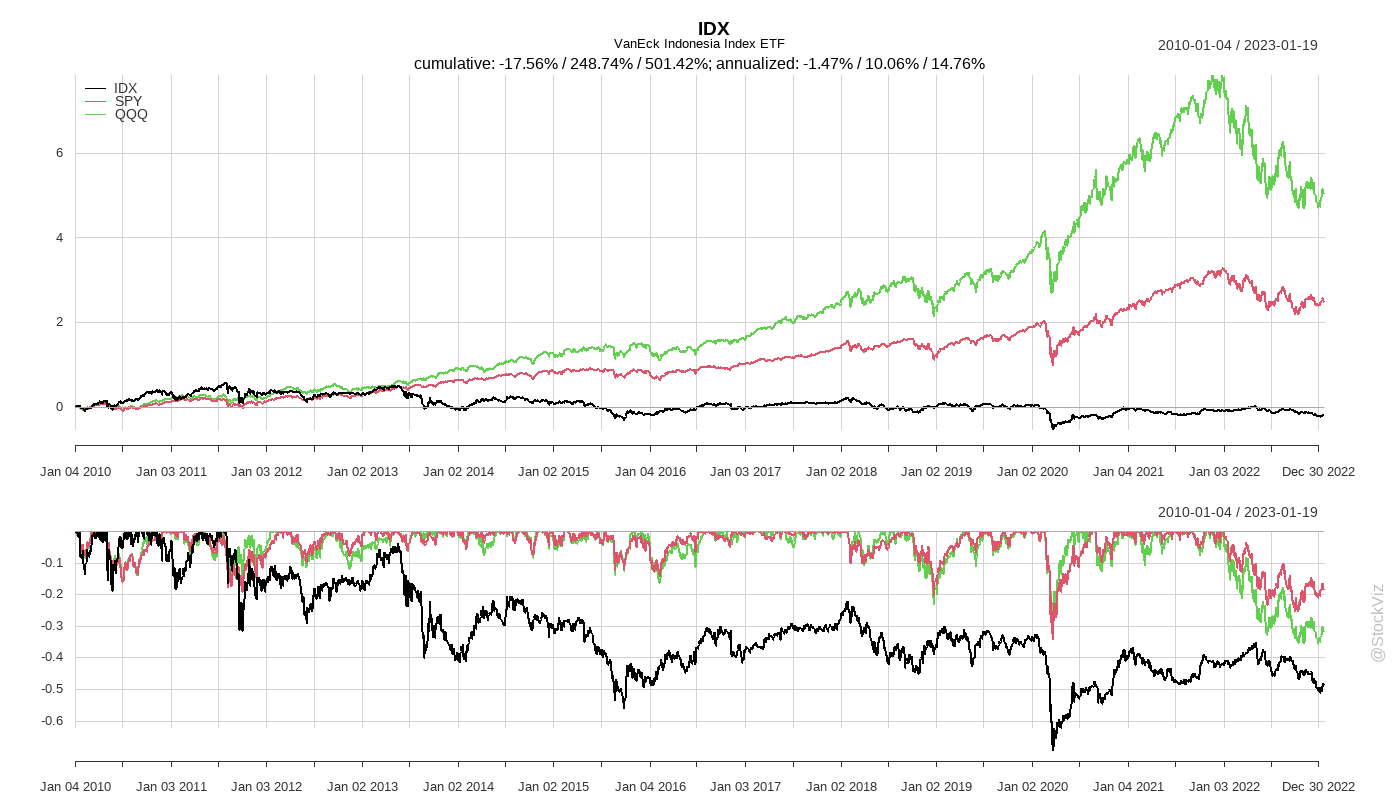 IDX
VanEck Indonesia Index ETF
2010-01-04 / 2023-01-19
cumulative: -17.56% / 248.74% / 501.42%; annualized: -1.47% / 10.06% / 14.76%
IDX
SPY
QQQ
6
4
2
0
Jan 04 2010 Jan 03 2011 Jan 03 2012 Jan 02 2013 Jan 02 2014 Jan 02 2015 Jan 04 2016 Jan 03 2017 Jan 02 2018 Jan 02 2019 Jan 02 2020 Jan 04 2021 Jan 03 2022 Dec 30 2022
2010-01-04 / 2023-01-19
-0.1
-0.2
-0.3
-0.4
-0.5
-0.6
Jan 04 2010 Jan 03 2011 Jan 03 2012 Jan 02 2013 Jan 02 2014 Jan 02 2015 Jan 04 2016 Jan 03 2017 Jan 02 2018 Jan 02 2019 Jan 02 2020 Jan 04 2021 Jan 03 2022 Dec 30 2022
@StockViz